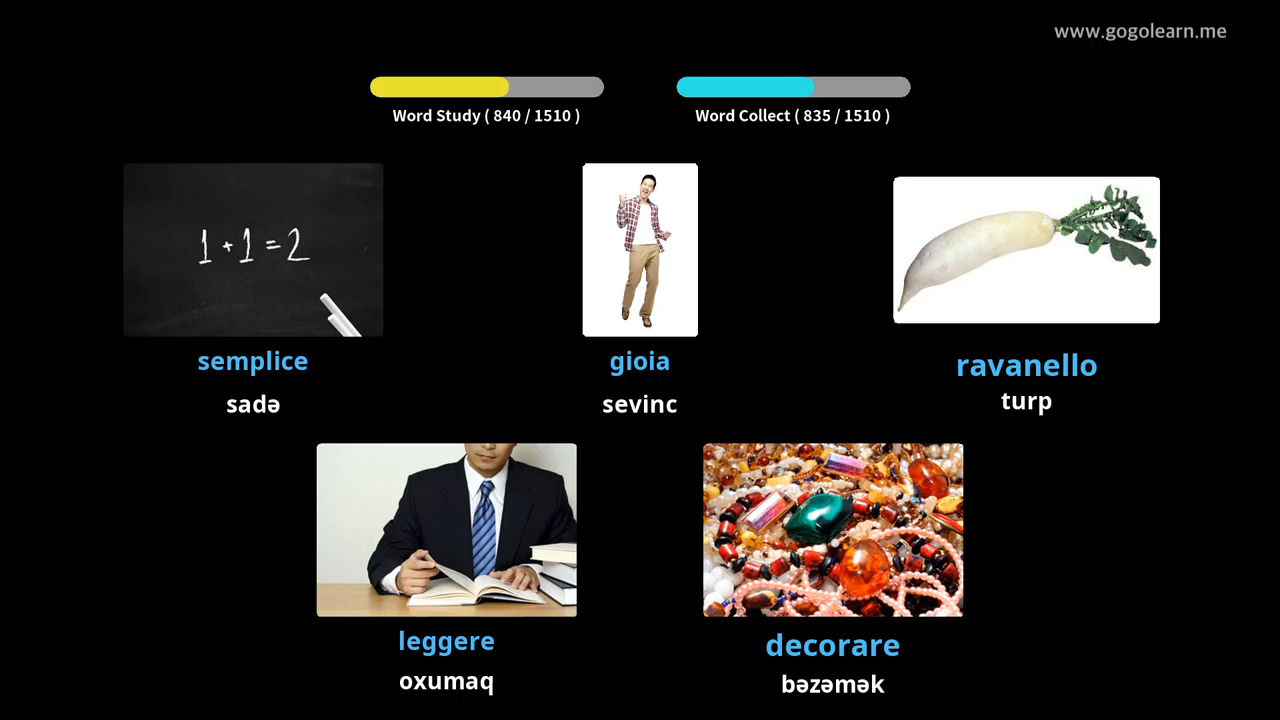 www.gogolearn.me
Word Study ( 840 / 1510 )
Word Collect ( 835 / 1510 )
1 + 1 = 2
semplice
sadə
gioia
sevinc
ravanello
turp
leggere
oxumaq
decorare
bəzəmək